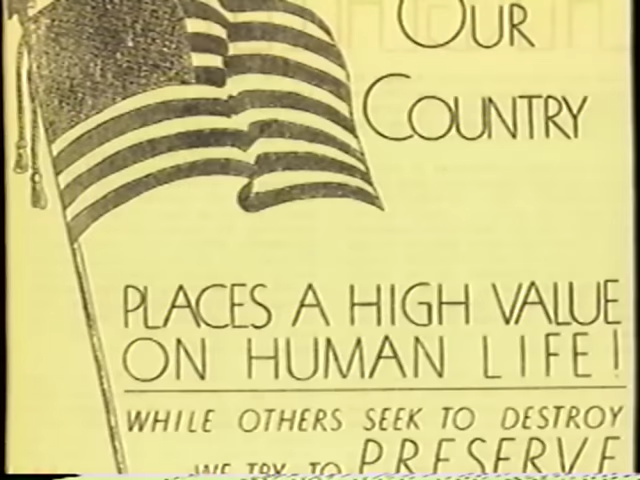 OUR
COUNTRY
PLACES A HIGH VALUE
ON HUMAN LIFE!
WHILE OTHERS SEEK TO DESTROY
WE TRY TO PRESERVE